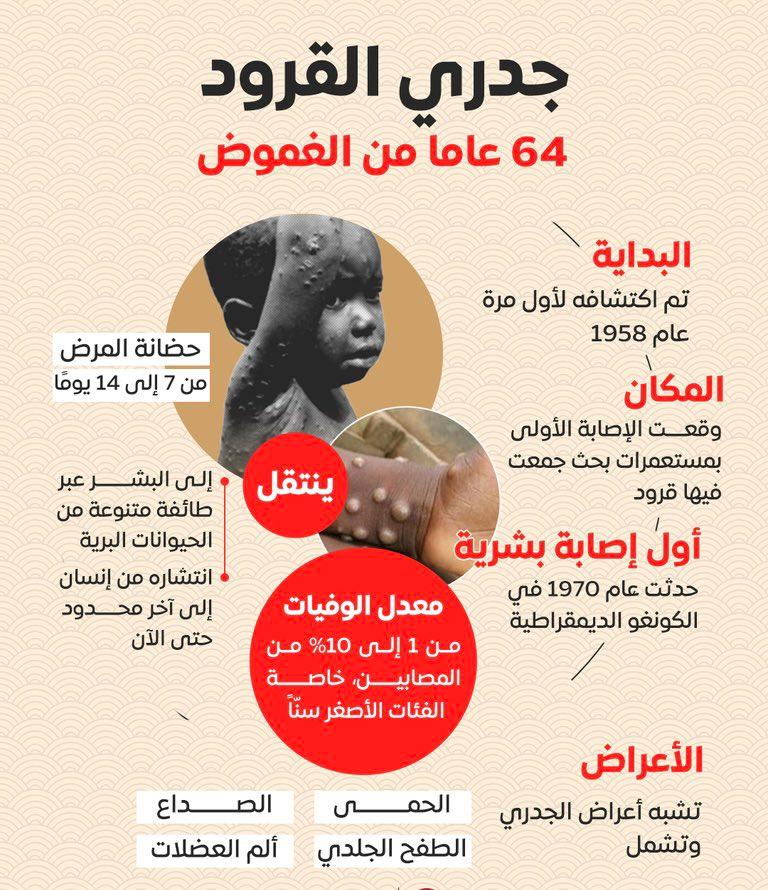 جدري القرود
64 عاما من الغموض
البداية
تم اكتشافه لأول مرة
عام 1958
المكان
وقعت الإصابة الأولى
بمستعمرات بحث جمعت
فيها قرود
أول إصابة بشرية
حدثت عام 1970 في
الكونغو الديمقراطية
حضانة المرض
من 7 إلى 14 يومًا
ينتقل
إلى البشر عبر
طائفة متنوعة من
الحيوانات البرية
انتشاره من إنسان
إلى آخر محدود
حتى الآن
معدل الوفيات
من 1 إلى 10% من
المصابين، خاصة
الفئات الأصغر سنّاً
الأعراض
تشبه أعراض الجدري
وتشمل
الحمى
الصداع
الطفح الجلدي
ألم العضلات